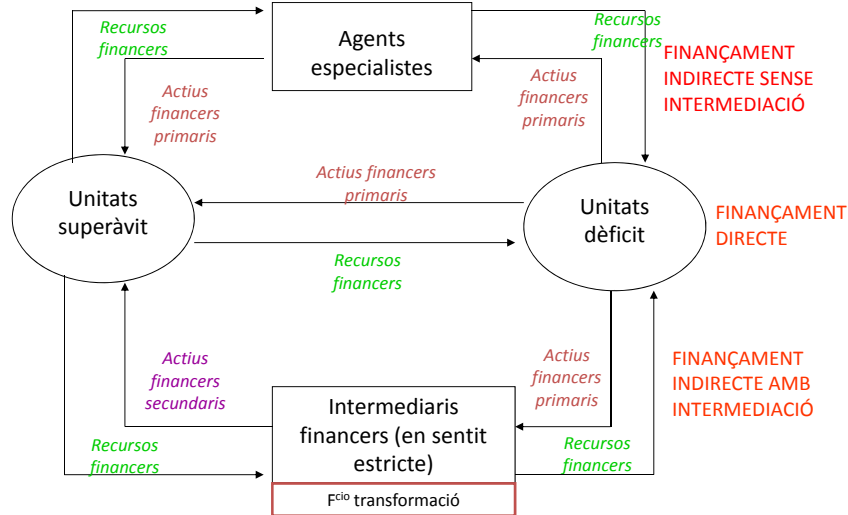 Recursos
financers
Agents
especialistes
Recursos
financers
FINANÇAMENT
INDIRECTE SENSE
INTERMEDIACIÓ
Actius
financers
primaris
Actius
financers
primaris
Unitats
superàvit
Actius financers
primaris
Unitats
dèficit
FINANÇAMENT
DIRECTE
Recursos
financers
Actius
financers
secundaris
Actius
financers
primaris
FINANÇAMENT
INDIRECTE AMB
INTERMEDIACIÓ
Intermediaris
financers (en sentit
estricte)
Recursos
financers
Recursos
financers
Fcio transformació